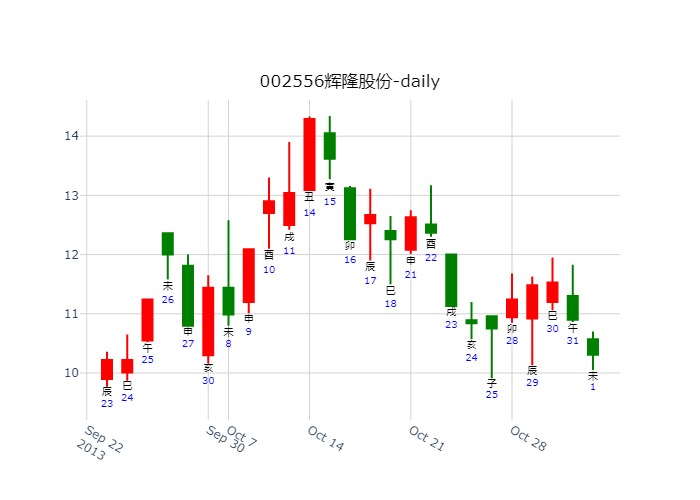 002556辉隆股份-daily
14
13
12
11
10
辰
23
巳
24
午
25
未
26
申
27
亥
30
未
8
申
9
酉
10
戌
11
丑
14
寅
15
卯
16
辰
17
巳
18
申
21
酉
22
戌
23
亥
24
子
25
卯
28
辰
29
巳
30
午
31
未
1
Sep 22
2013
Sep 30
Oct 7
Oct 14
Oct 21
Oct 28